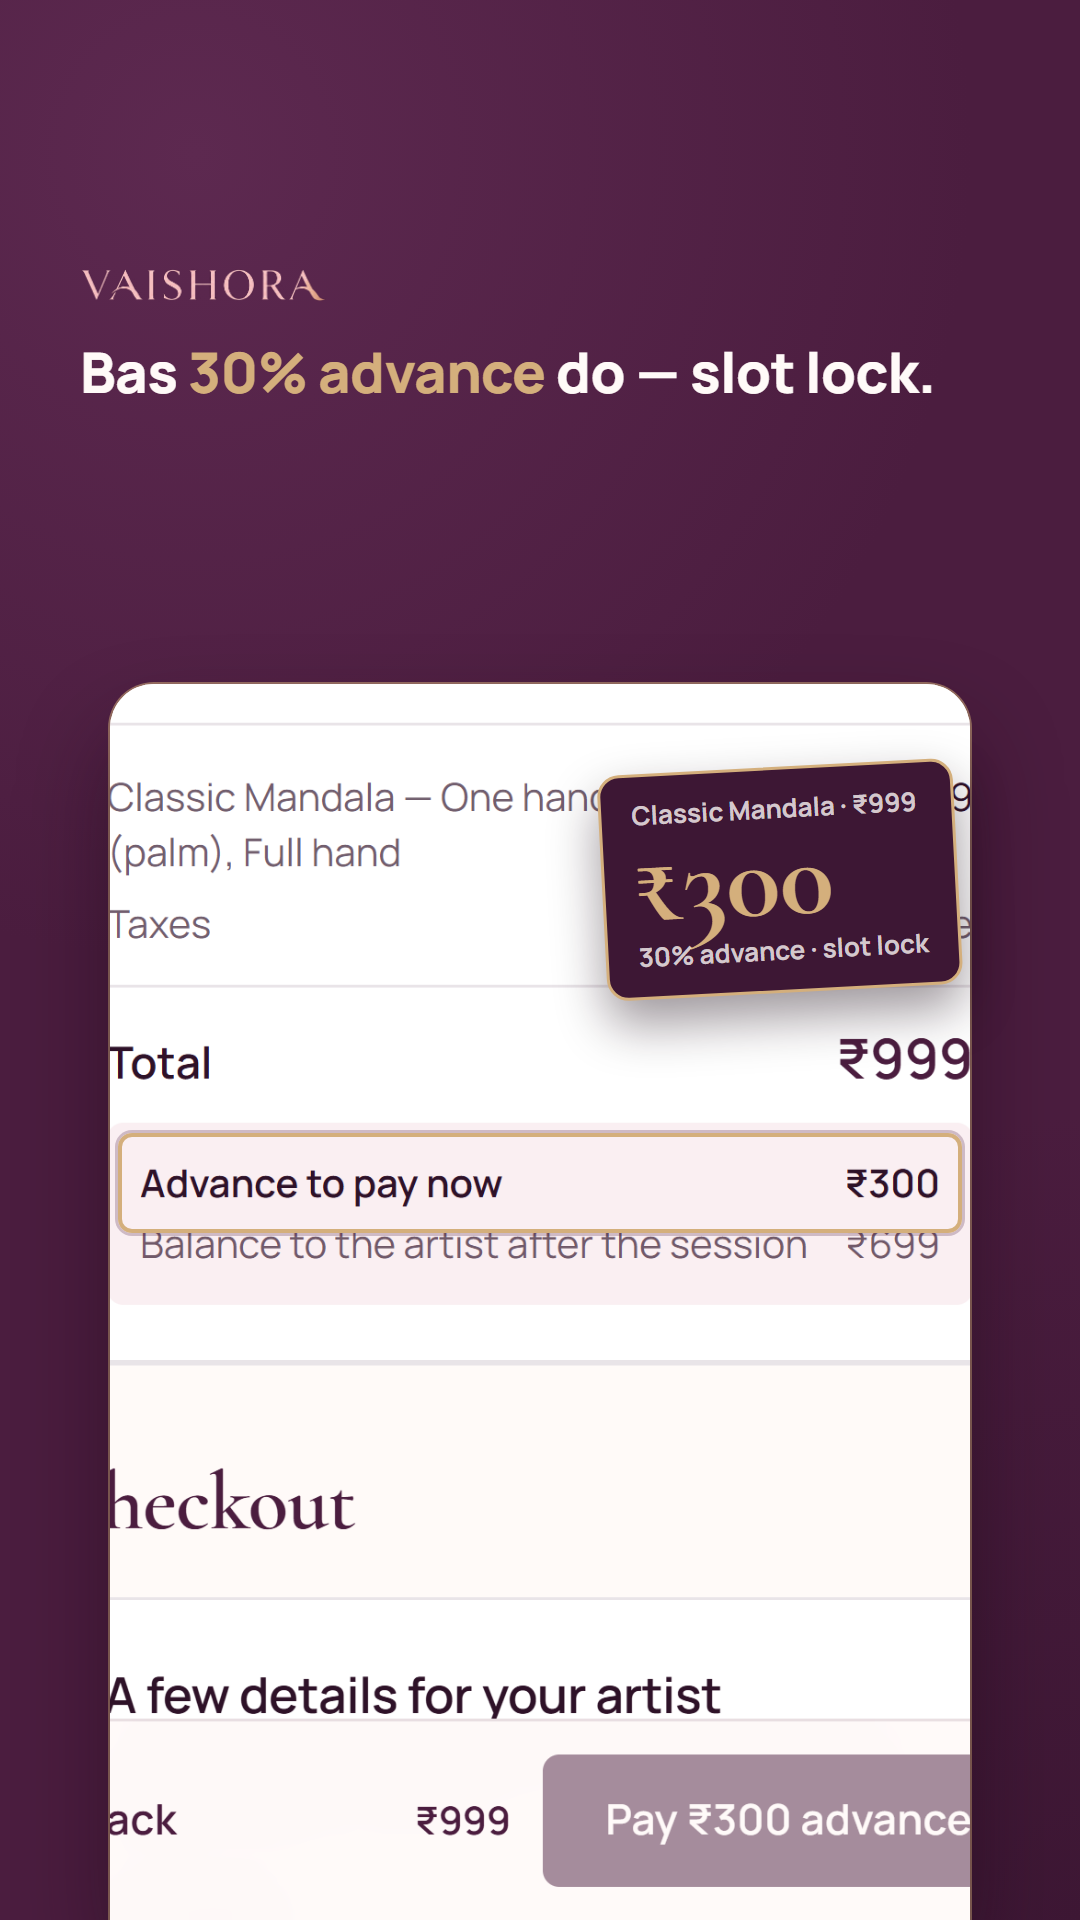 VAISHORA
Bas 30% advance do — slot lock.
Classic Mandala — One hand
(palm), Full hand
9
Classic Mandala · ₹999
₹300
30% advance · slot lock
Taxes
e
Total ₹999
Advance to pay now ₹300
Balance to the artist after the session ₹699
heckout
A few details for your artist
ack ₹999 Pay ₹300 advance